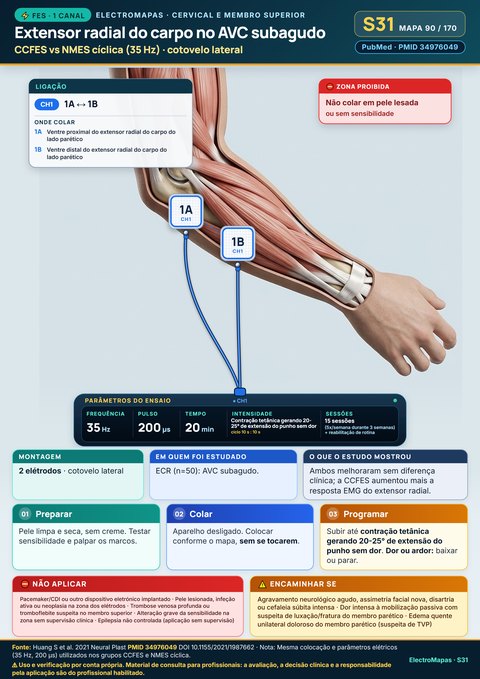 FES · 1 CANAL
ELECTROMAPAS · CERVICAL E MEMBRO SUPERIOR
Extensor radial do carpo no AVC subagudo
CCFES vs NMES cíclica (35 Hz) · cotovelo lateral
S31 MAPA 90 / 170
PubMed · PMID 34976049
LIGAÇÃO
CH1 1A ↔ 1B
ONDE COLAR
1A Ventre proximal do extensor radial do carpo do
lado parético
1B Ventre distal do extensor radial do carpo do
lado parético
ZONA PROIBIDA
Não colar em pele lesada
ou sem sensibilidade
1A
CH1
1B
CH1
CH1
PARÂMETROS DO ENSAIO
FREQUÊNCIA
35 Hz
PULSO
200 µs
TEMPO
20 min
INTENSIDADE
Contração tetânica gerando 20-
25° de extensão do punho sem dor
ciclo 10 s : 10 s
SESSÕES
15 sessões
(5x/semana durante 3 semanas)
+ reabilitação de rotina
MONTAGEM
2 elétrodos · cotovelo lateral
EM QUEM FOI ESTUDADO
ECR (n=50): AVC subagudo.
O QUE O ESTUDO MOSTROU
Ambos melhoraram sem diferença
clínica; a CCFES aumentou mais a
resposta EMG do extensor radial.
01 Preparar
Pele limpa e seca, sem creme. Testar
sensibilidade e palpar os marcos.
02 Colar
Aparelho desligado. Colocar
conforme o mapa, sem se tocarem.
03 Programar
Subir até contração tetânica
gerando 20-25° de extensão do
punho sem dor. Dor ou ardor: baixar
ou parar.
NÃO APLICAR
Pacemaker/CDI ou outro dispositivo eletrónico implantado · Pele lesionada, infeção
ativa ou neoplasia na zona dos elétrodos · Trombose venosa profunda ou
tromboflebite suspeita no membro superior · Alteração grave da sensibilidade na
zona sem supervisão clínica · Epilepsia não controlada (aplicação sem supervisão)
ENCAMINHAR SE
Agravamento neurológico agudo, assimetria facial nova, disartria
ou cefaleia súbita intensa · Dor intensa à mobilização passiva com
suspeita de luxação/fratura do membro parético · Edema quente
unilateral doloroso do membro parético (suspeita de TVP)
Fonte: Huang S et al. 2021 Neural Plast PMID 34976049 DOI 10.1155/2021/1987662 · Nota: Mesma colocação e parâmetros elétricos
(35 Hz, 200 µs) utilizados nos grupos CCFES e NMES cíclica.
Uso e verificação por conta própria. Material de consulta para profissionais: a avaliação, a decisão clínica e a responsabilidade
pela aplicação são do profissional habilitado.
ElectroMapas · S31